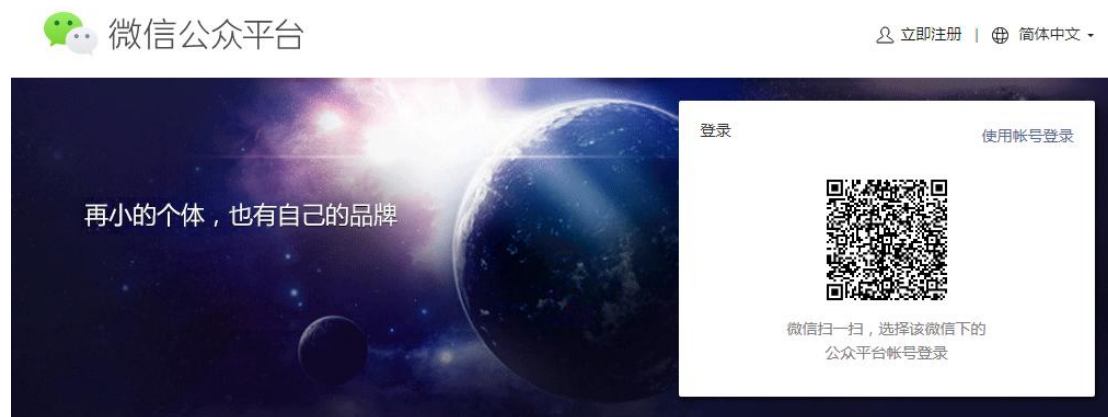 微信公众平台
立即注册 | 简体中文
再小的个体，也有自己的品牌
登录
使用帐号登录
微信扫一扫，选择该微信下的
公众平台帐号登录